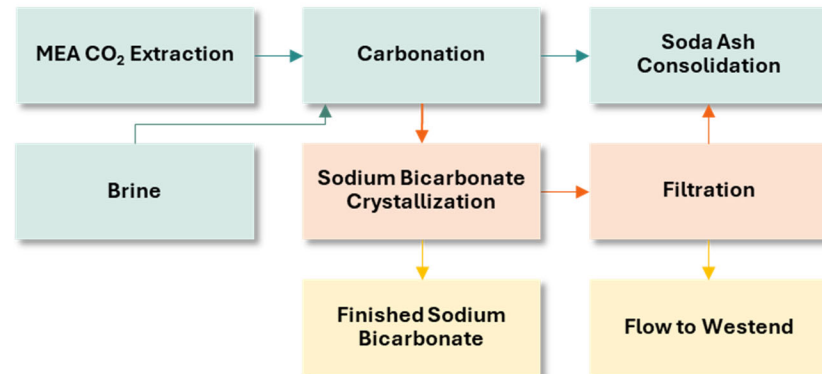 MEA CO₂ Extraction
Carbonation
Soda Ash
Consolidation
Brine
Sodium Bicarbonate
Crystallization
Filtration
Finished Sodium
Bicarbonate
Flow to Westend